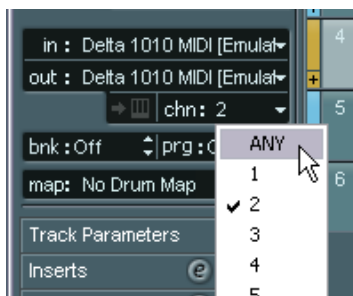 in : Delta 1010 MIDI [Emulat
4
out : Delta 1010 MIDI [Emulat
chn: 2
5
bnk : Off prg :
ANY
map: No Drum Map
1
6
2
Track Parameters
3
Inserts e
4